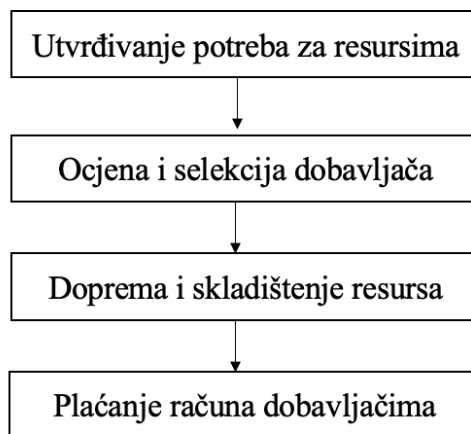 Utvrđivanje potreba za resursima
Ocjena i selekcija dobavljača
Doprema i skladištenje resursa
Plaćanje računa dobavljačima